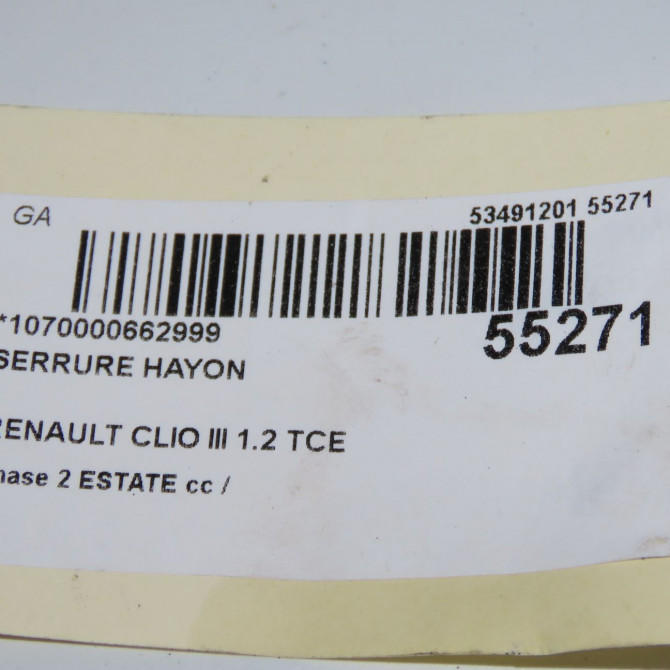 GA
53491201 55271
*1070000662999
55271
SERRURE HAYON
RENAULT CLIO III 1.2 TCE
hase 2 ESTATE cc /